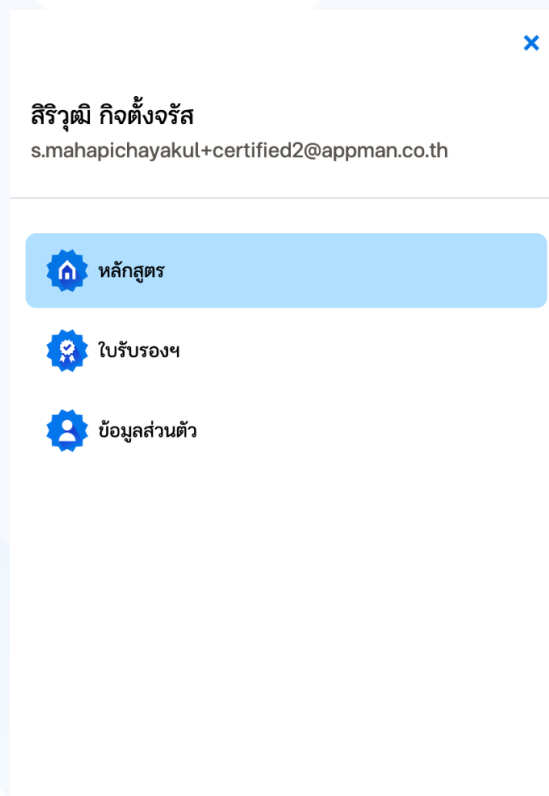 สิริวุฒิ กิจตั้งจรัส
s.mahapichayakul+certified2@appman.co.th
หลักสูตร
ใบรับรองฯ
ข้อมูลส่วนตัว